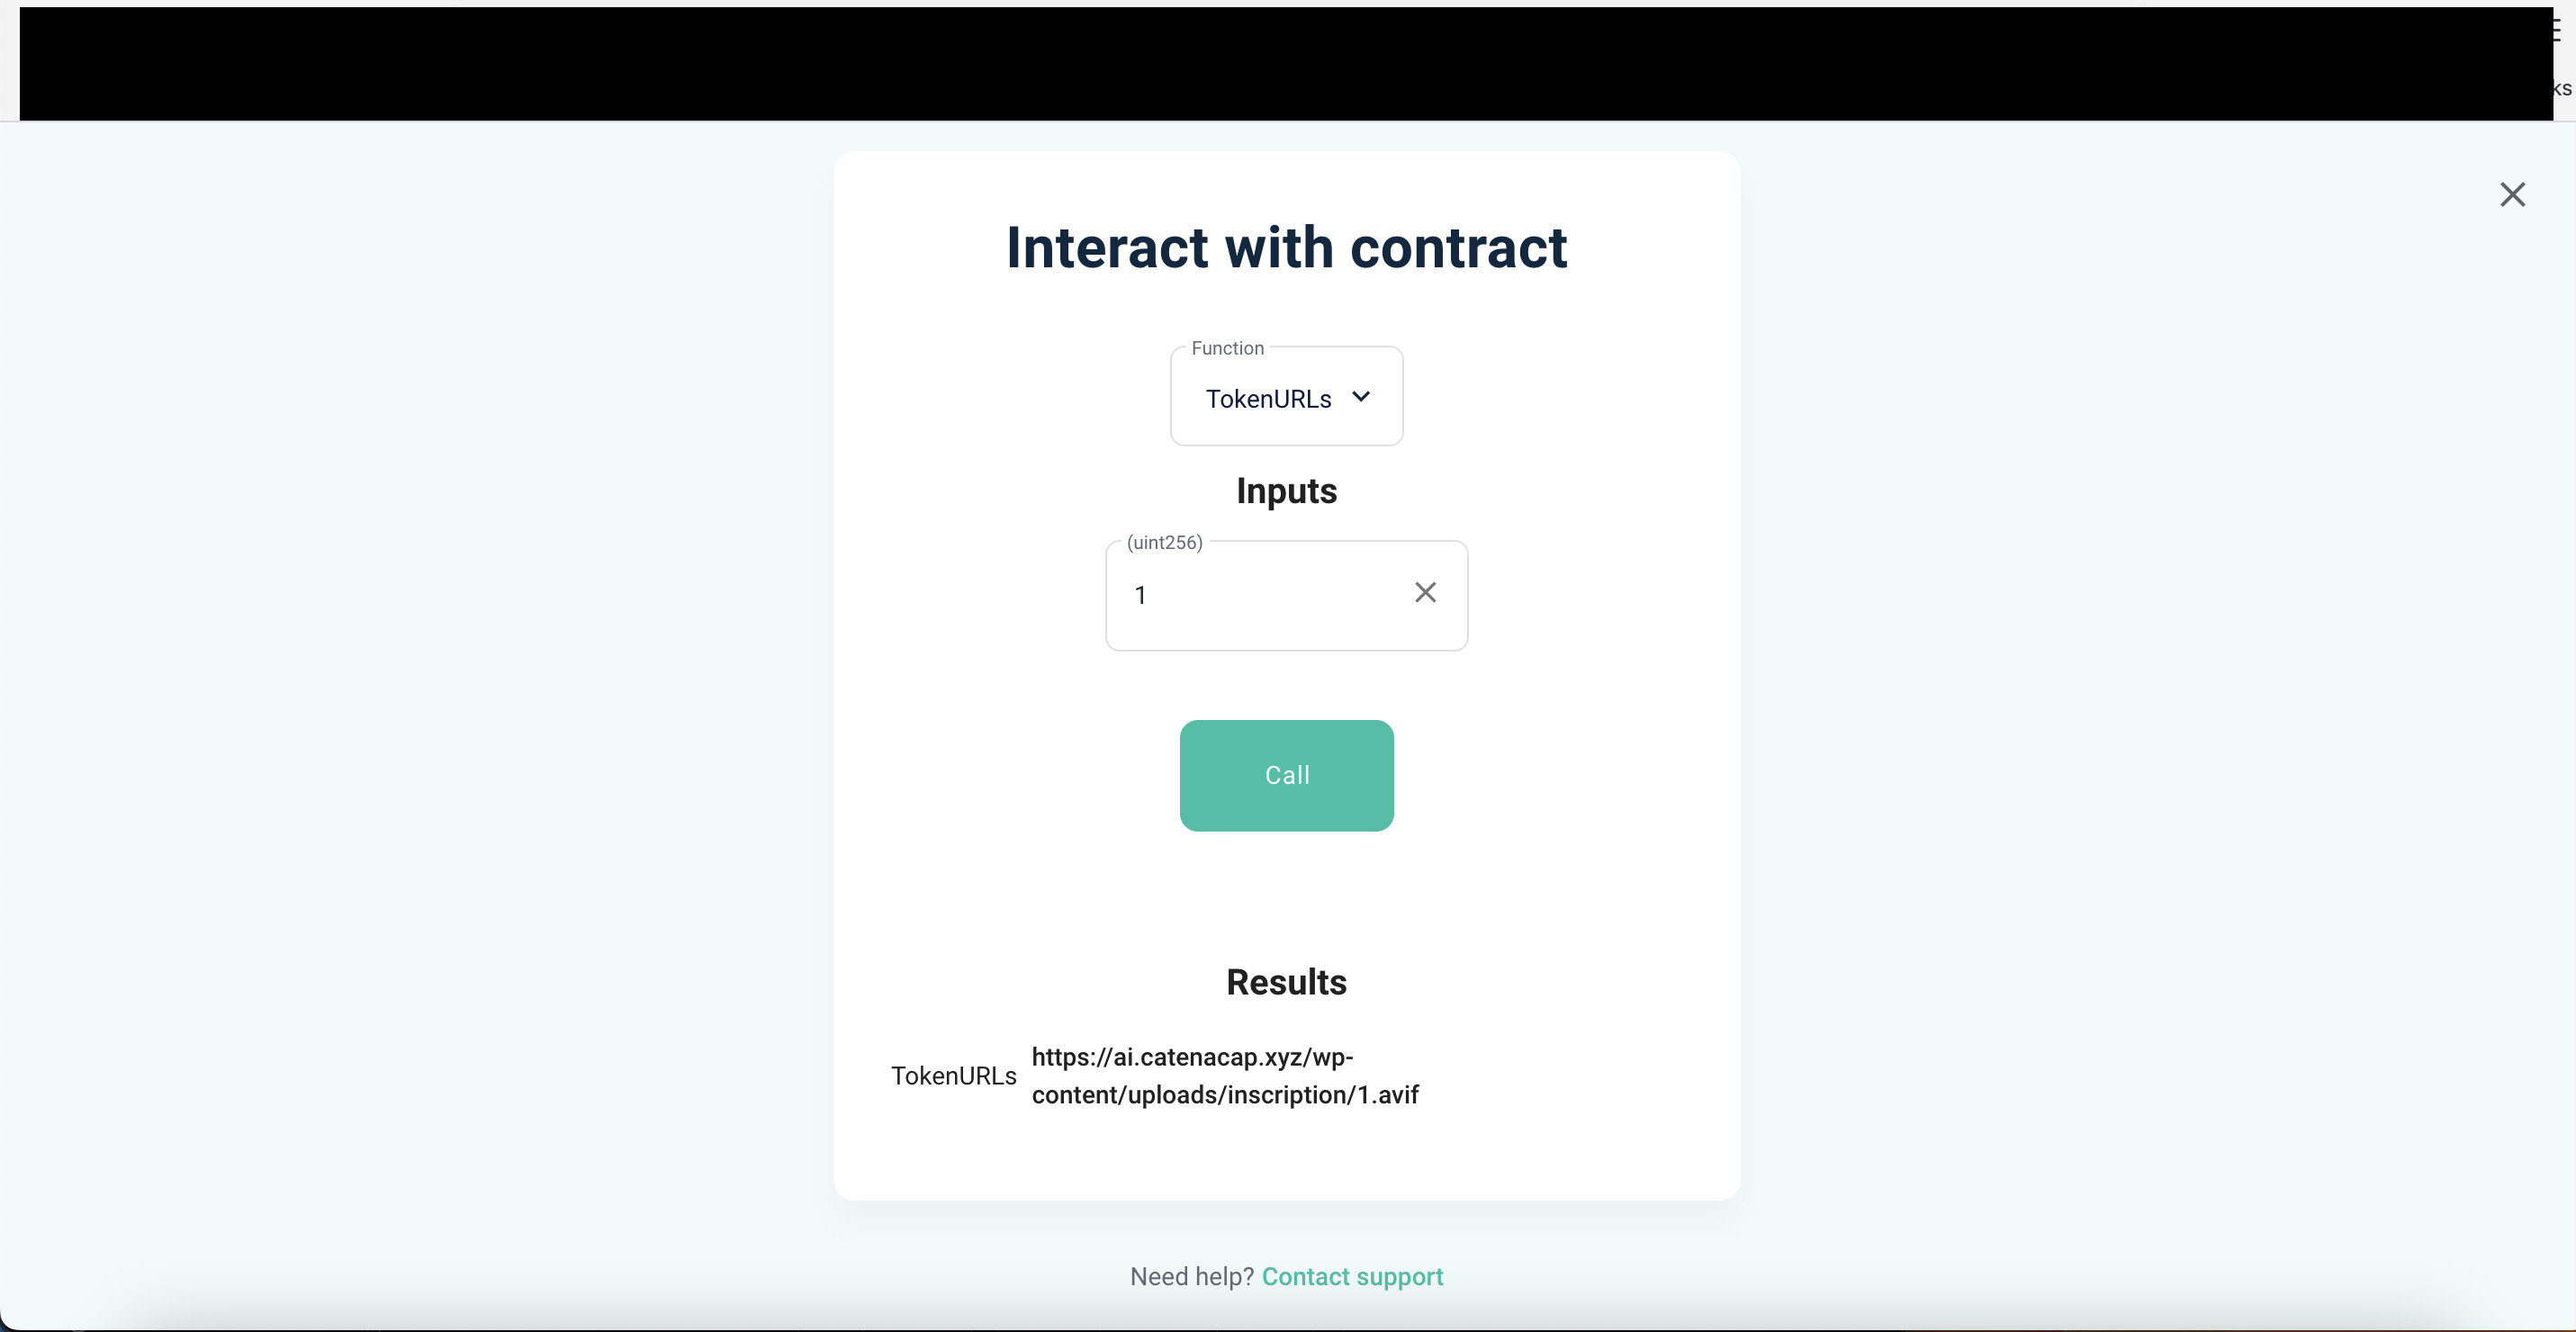 ks
Interact with contract
Function
TokenURLs
Inputs
(uint256)
1
Call
Results
TokenURLs
https://ai.catenacap.xyz/wp-
content/uploads/inscription/1.avif
Need help? Contact support